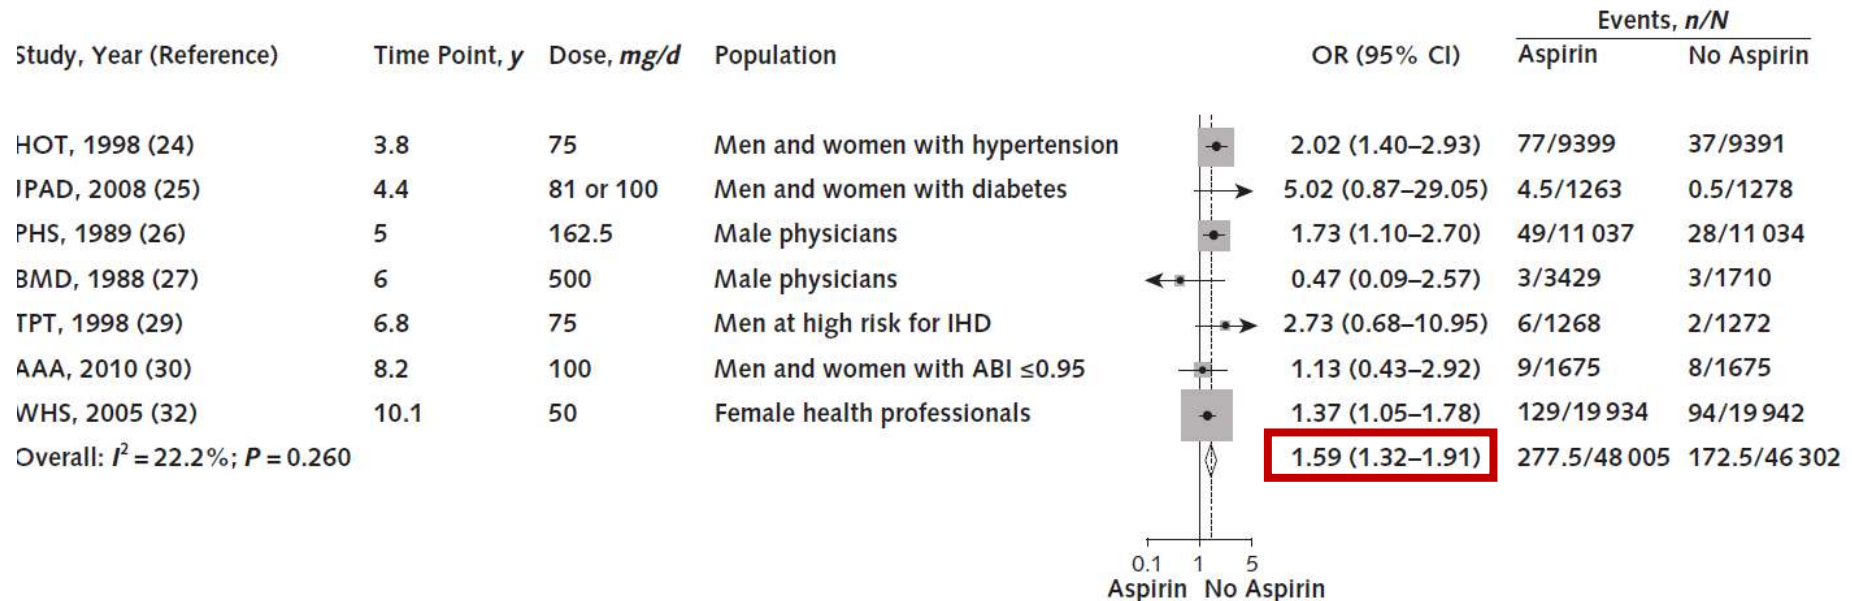 Events, n/N
Study, Year (Reference) Time Point, y Dose, mg/d Population OR (95% CI) Aspirin No Aspirin
HOT, 1998 (24) 3.8 75 Men and women with hypertension 2.02 (1.40–2.93) 77/9399 37/9391
JPAD, 2008 (25) 4.4 81 or 100 Men and women with diabetes 5.02 (0.87–29.05) 4.5/1263 0.5/1278
PHS, 1989 (26) 5 162.5 Male physicians 1.73 (1.10–2.70) 49/11 037 28/11 034
BMD, 1988 (27) 6 500 Male physicians 0.47 (0.09–2.57) 3/3429 3/1710
TPT, 1998 (29) 6.8 75 Men at high risk for IHD 2.73 (0.68–10.95) 6/1268 2/1272
AAA, 2010 (30) 8.2 100 Men and women with ABI ≤0.95 1.13 (0.43–2.92) 9/1675 8/1675
WHS, 2005 (32) 10.1 50 Female health professionals 1.37 (1.05–1.78) 129/19 934 94/19 942
Overall: I² = 22.2%; P = 0.260 1.59 (1.32–1.91) 277.5/48 005 172.5/46 302
0.1 1 5
Aspirin No Aspirin